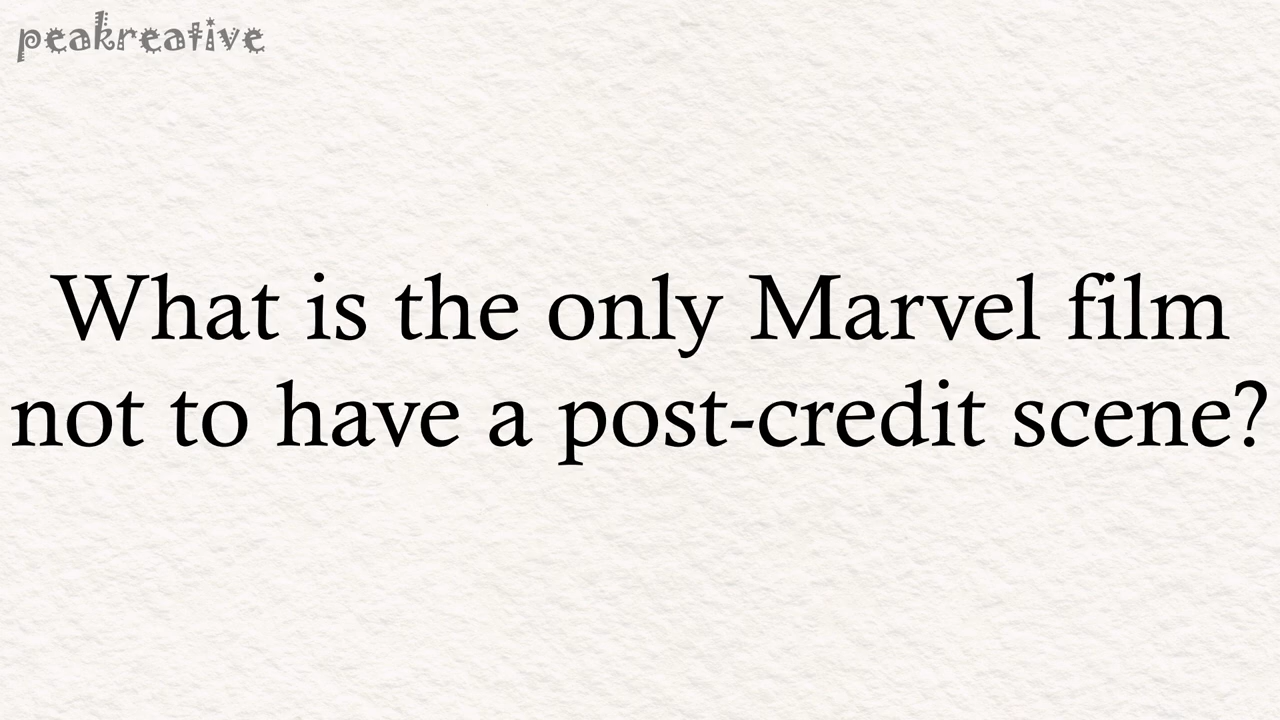 peakreative
What is the only Marvel film
not to have a post-credit scene?